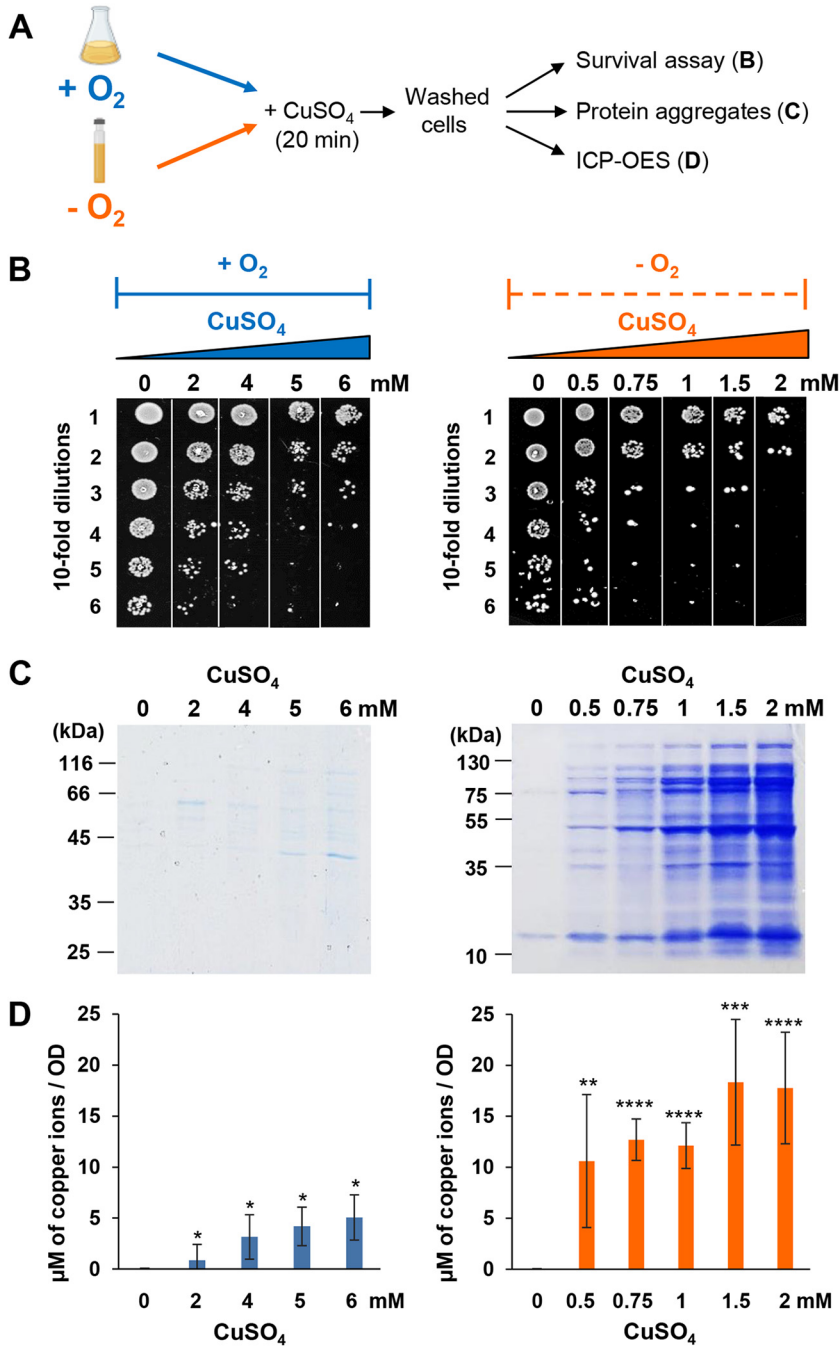 A
+ O2
- O2
+ CuSO4
(20 min)
Washed
cells
Survival assay (B)
Protein aggregates (C)
ICP-OES (D)
B
+ O2
CuSO4
0 2 4 5 6 mM
10-fold dilutions
1
2
3
4
5
6
- O2
CuSO4
0 0.5 0.75 1 1.5 2 mM
10-fold dilutions
1
2
3
4
5
6
C
CuSO4
0 2 4 5 6 mM
(kDa)
116
66
45
35
25
CuSO4
0 0.5 0.75 1 1.5 2 mM
(kDa)
130
75
55
35
10
D
µM of copper ions / OD
25
20
15
10
5
0
* * * *
0 2 4 5 6 mM
CuSO4
µM of copper ions / OD
25
20
15
10
5
0
** **** **** *** ****
0 0.5 0.75 1 1.5 2 mM
CuSO4